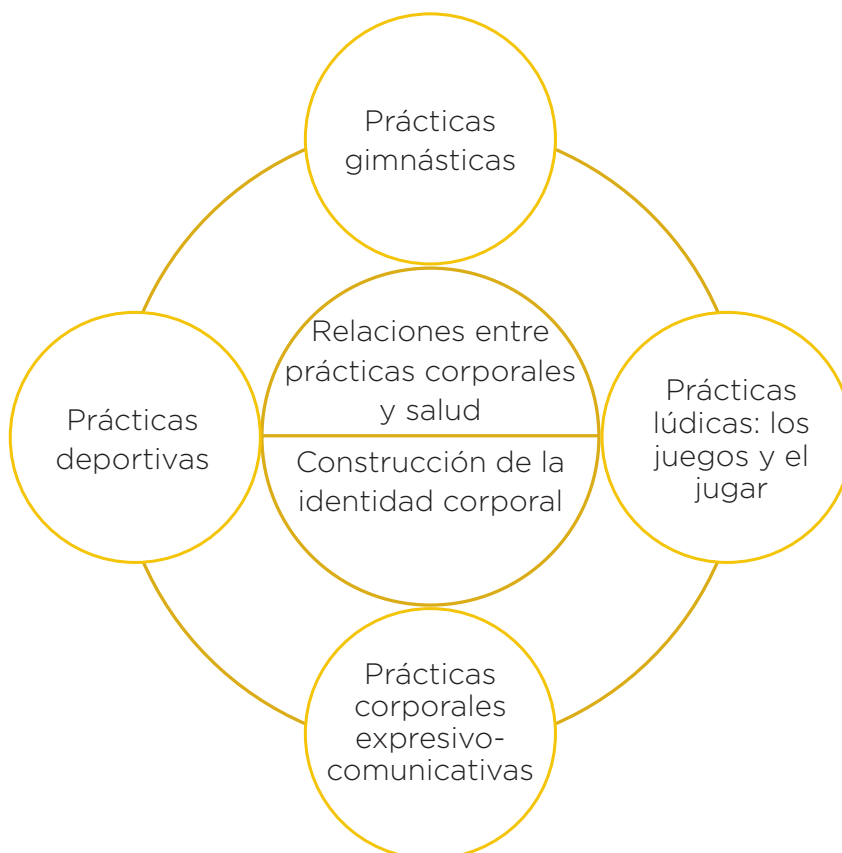 Prácticas
gimnásticas
Relaciones entre
prácticas corporales
y salud
Construcción de la
identidad corporal
Prácticas
deportivas
Prácticas
lúdicas: los
juegos y el
jugar
Prácticas
corporales
expresivo-
comunicativas